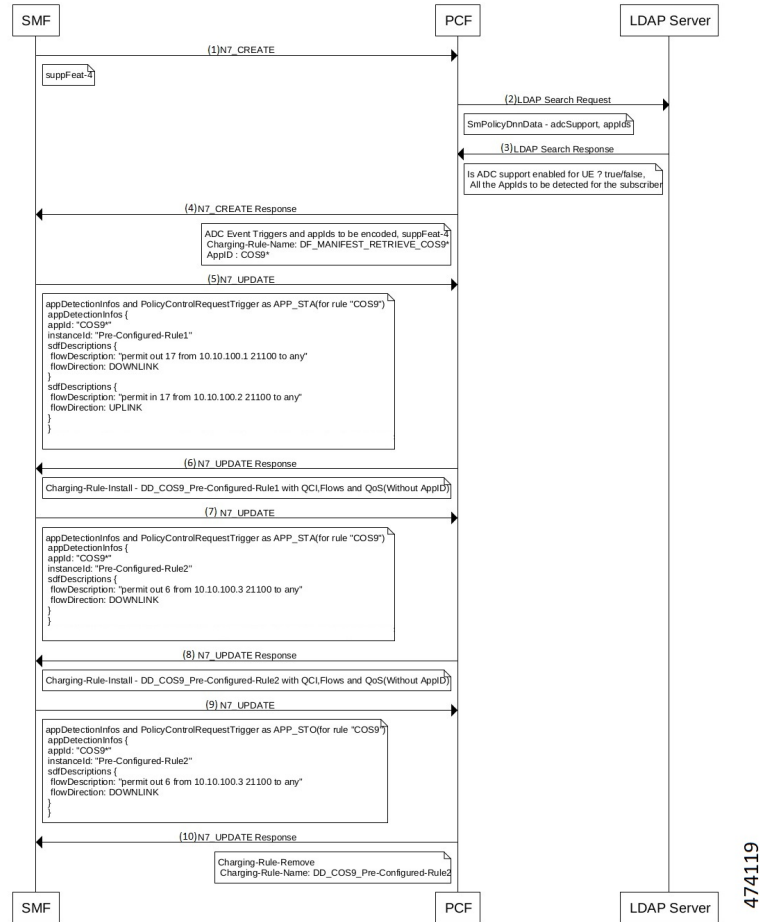 SMF
PCF
LDAP Server
(1)N7_CREATE
suppFeat-4
(2)LDAP Search Request
SmPolicyDnnData - adcSupport, appIds
(3)LDAP Search Response
Is ADC support enabled for UE ? true/false,
All the AppIds to be detected for the subscriber
(4)N7_CREATE Response
ADC Event Triggers and appIds to be encoded, suppFeat-4
Charging-Rule-Name: DF_MANIFEST_RETRIEVE_COS9*
AppID : COS9*
(5)N7_UPDATE
appDetectionInfos and PolicyControlRequestTrigger as APP_STA(for rule "COS9")
appDetectionInfos {
appId: "COS9*"
instanceId: "Pre-Configured-Rule1"
sdfDescriptions {
flowDescription: "permit out 17 from 10.10.100.1 21100 to any"
flowDirection: DOWNLINK
}
sdfDescriptions {
flowDescription: "permit in 17 from 10.10.100.2 21100 to any"
flowDirection: UPLINK
}
}
(6) N7_UPDATE Response
Charging-Rule-Install - DD_COS9_Pre-Configured-Rule1 with QCI,Flows and QoS(Without AppID)
(7) N7_UPDATE
appDetectionInfos and PolicyControlRequestTrigger as APP_STA(for rule "COS9")
appDetectionInfos {
appId: "COS9*"
instanceId: "Pre-Configured-Rule2"
sdfDescriptions {
flowDescription: "permit out 6 from 10.10.100.3 21100 to any"
flowDirection: DOWNLINK
}
}
(8) N7_UPDATE Response
Charging-Rule-Install - DD_COS9_Pre-Configured-Rule2 with QCI,Flows and QoS(Without AppID)
(9) N7_UPDATE
appDetectionInfos and PolicyControlRequestTrigger as APP_STO(for rule "COS9")
appDetectionInfos {
appId: "COS9*"
instanceId: "Pre-Configured-Rule2"
sdfDescriptions {
flowDescription: "permit out 6 from 10.10.100.3 21100 to any"
flowDirection: DOWNLINK
}
}
(10)N7_UPDATE Response
Charging-Rule-Remove
Charging-Rule-Name: DD_COS9_Pre-Configured-Rule2
SMF
PCF
LDAP Server
474119